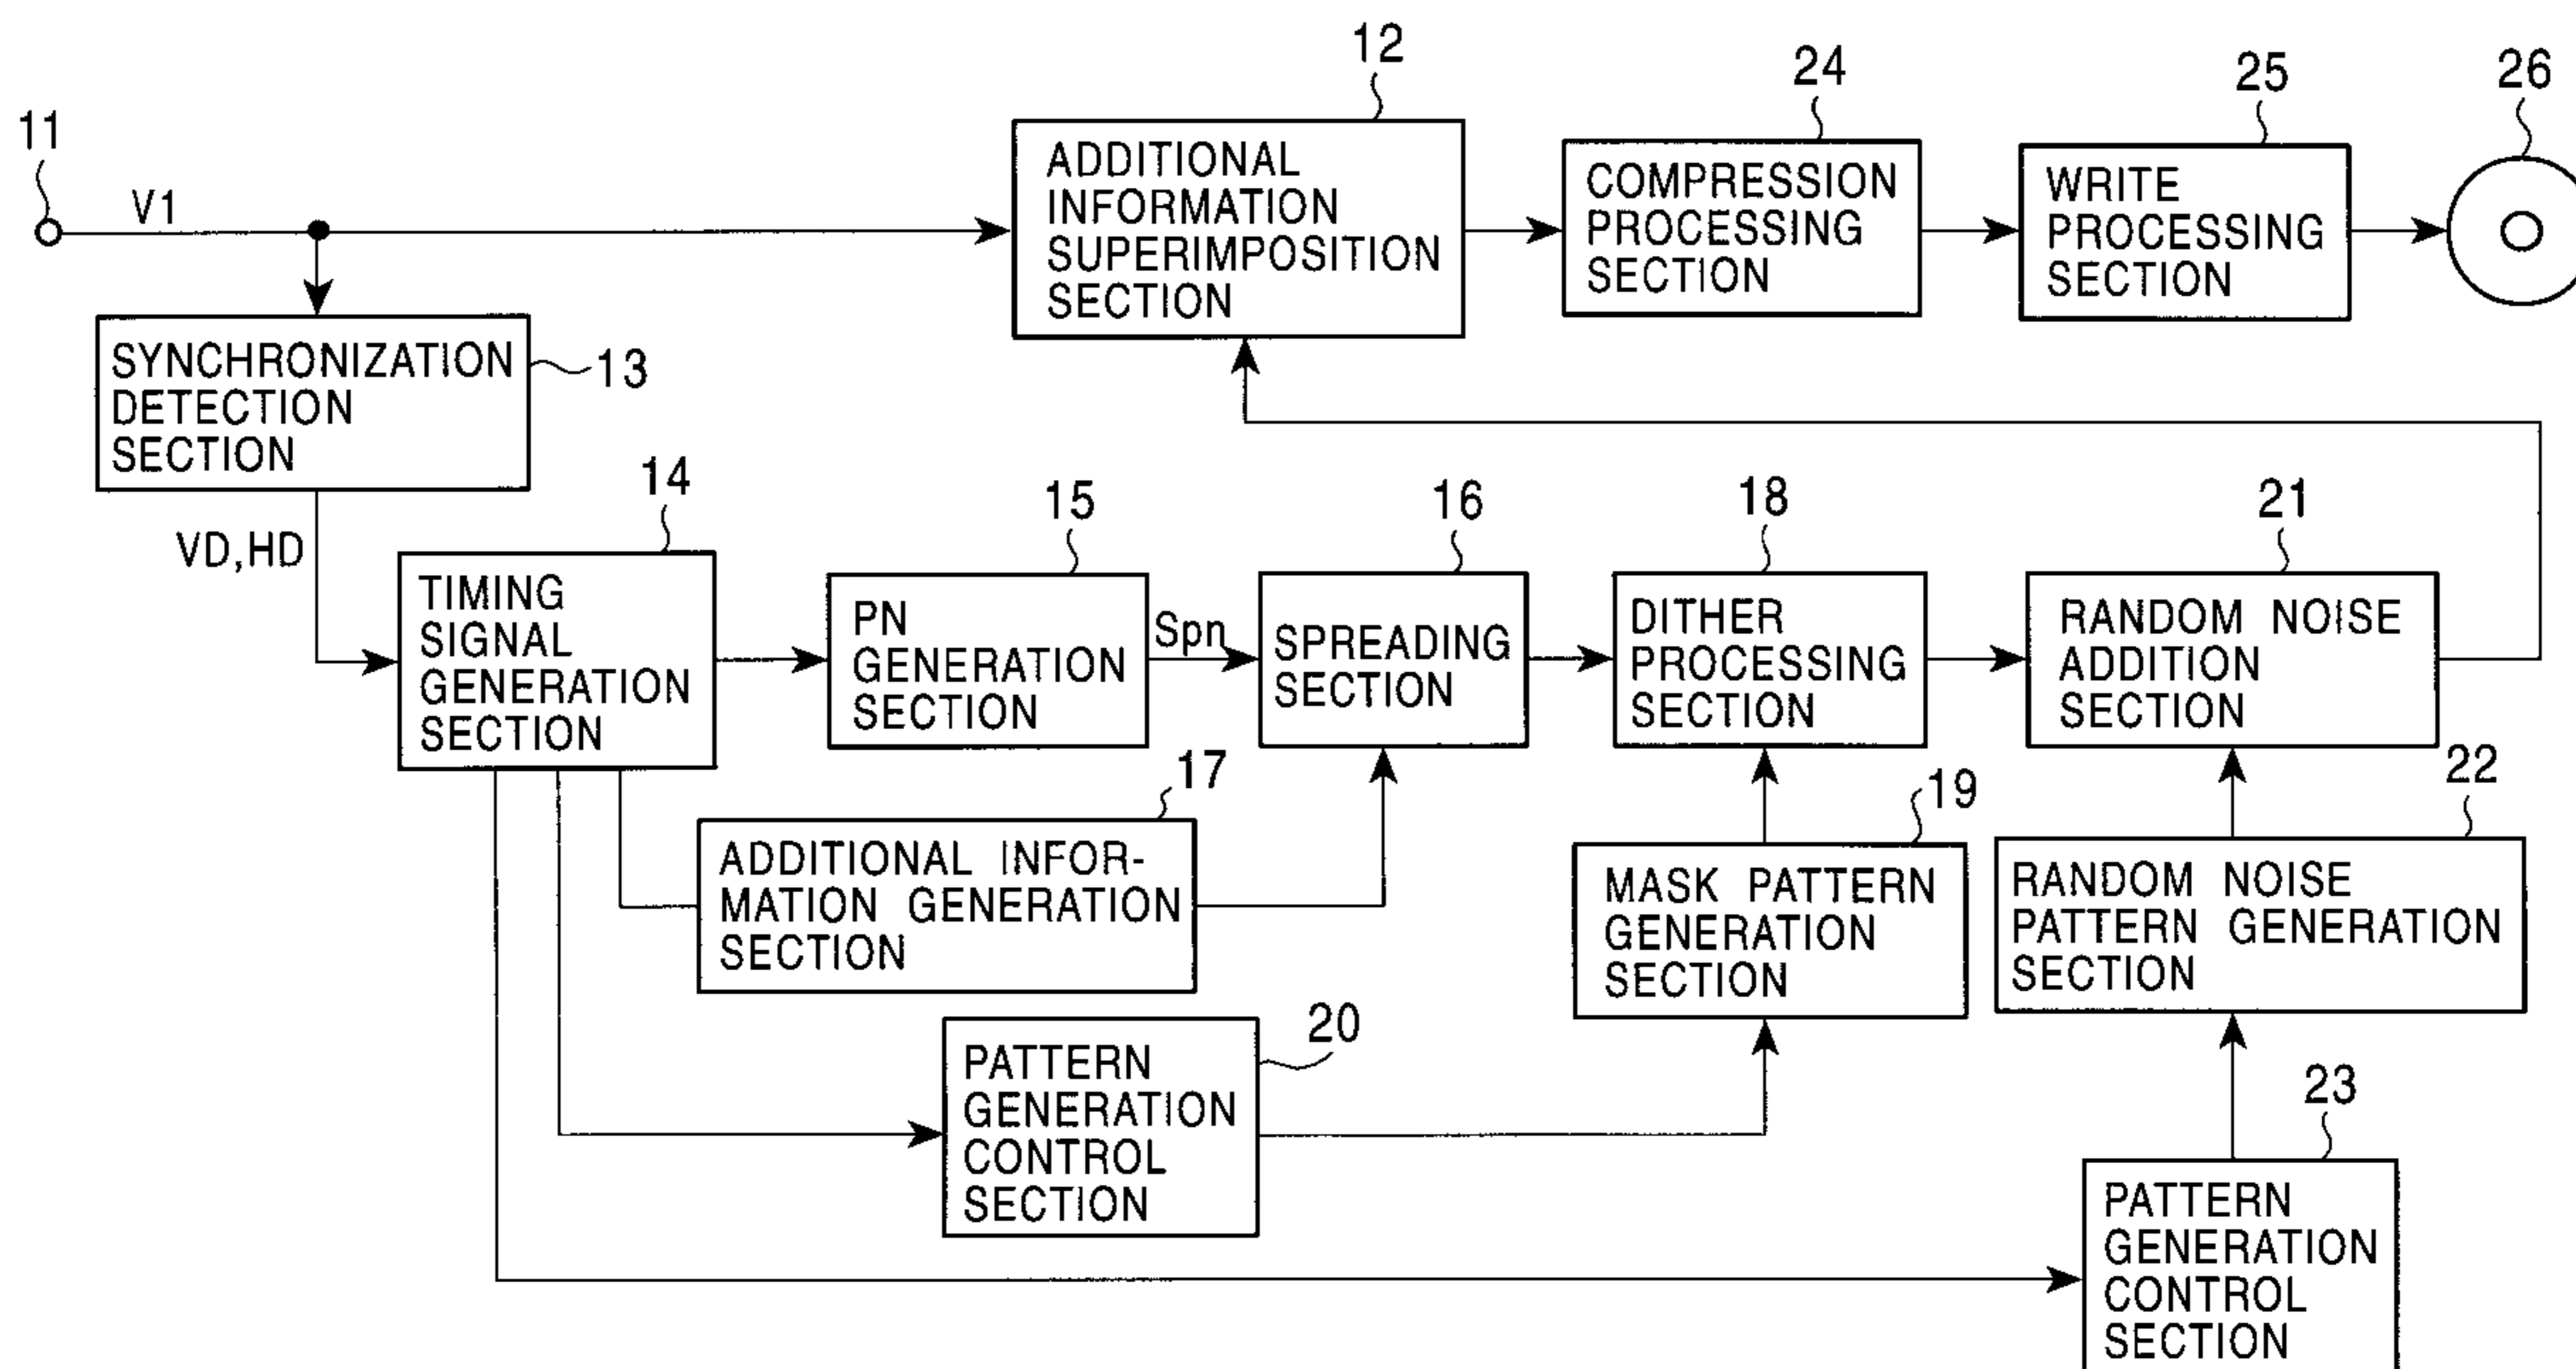 11
V1
12
ADDITIONAL
INFORMATION
SUPERIMPOSITION
SECTION
24
COMPRESSION
PROCESSING
SECTION
25
WRITE
PROCESSING
SECTION
26
SYNCHRONIZATION
DETECTION
SECTION
13
VD,HD
14
TIMING
SIGNAL
GENERATION
SECTION
15
PN
GENERATION
SECTION
Spn
16
SPREADING
SECTION
18
DITHER
PROCESSING
SECTION
21
RANDOM NOISE
ADDITION
SECTION
17
ADDITIONAL INFOR-
MATION GENERATION
SECTION
19
MASK PATTERN
GENERATION
SECTION
22
RANDOM NOISE
PATTERN GENERATION
SECTION
20
PATTERN
GENERATION
CONTROL
SECTION
23
PATTERN
GENERATION
CONTROL
SECTION